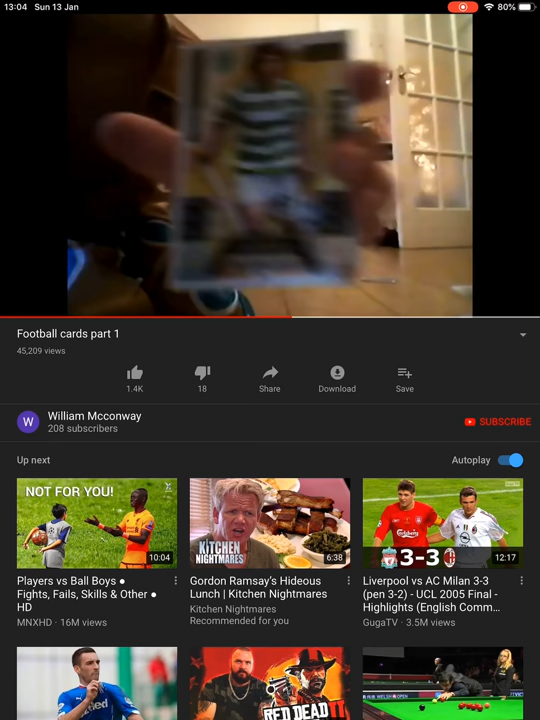 13:04 Sun 13 Jan 80%
Football cards part 1
45,209 views
1.4K 18 Share Download Save
W William Mcconway SUBSCRIBE
208 subscribers
Up next Autoplay
NOT FOR YOU!
10:04
KITCHEN
NIGHTMARES
6:38
GugaTV
3-3
12:17
Players vs Ball Boys ●
Fights, Fails, Skills & Other ●
HD
MNXHD · 16M views
Gordon Ramsay's Hideous
Lunch | Kitchen Nightmares
Kitchen Nightmares
Recommended for you
Liverpool vs AC Milan 3-3
(pen 3-2) - UCL 2005 Final -
Highlights (English Comm...
GugaTV · 3.5M views
RED DEAD II